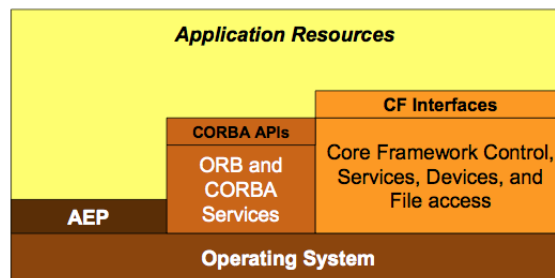 Application Resources
CF Interfaces
CORBA APIs
Core Framework Control,
Services, Devices, and
File access
ORB and
CORBA
Services
AEP
Operating System